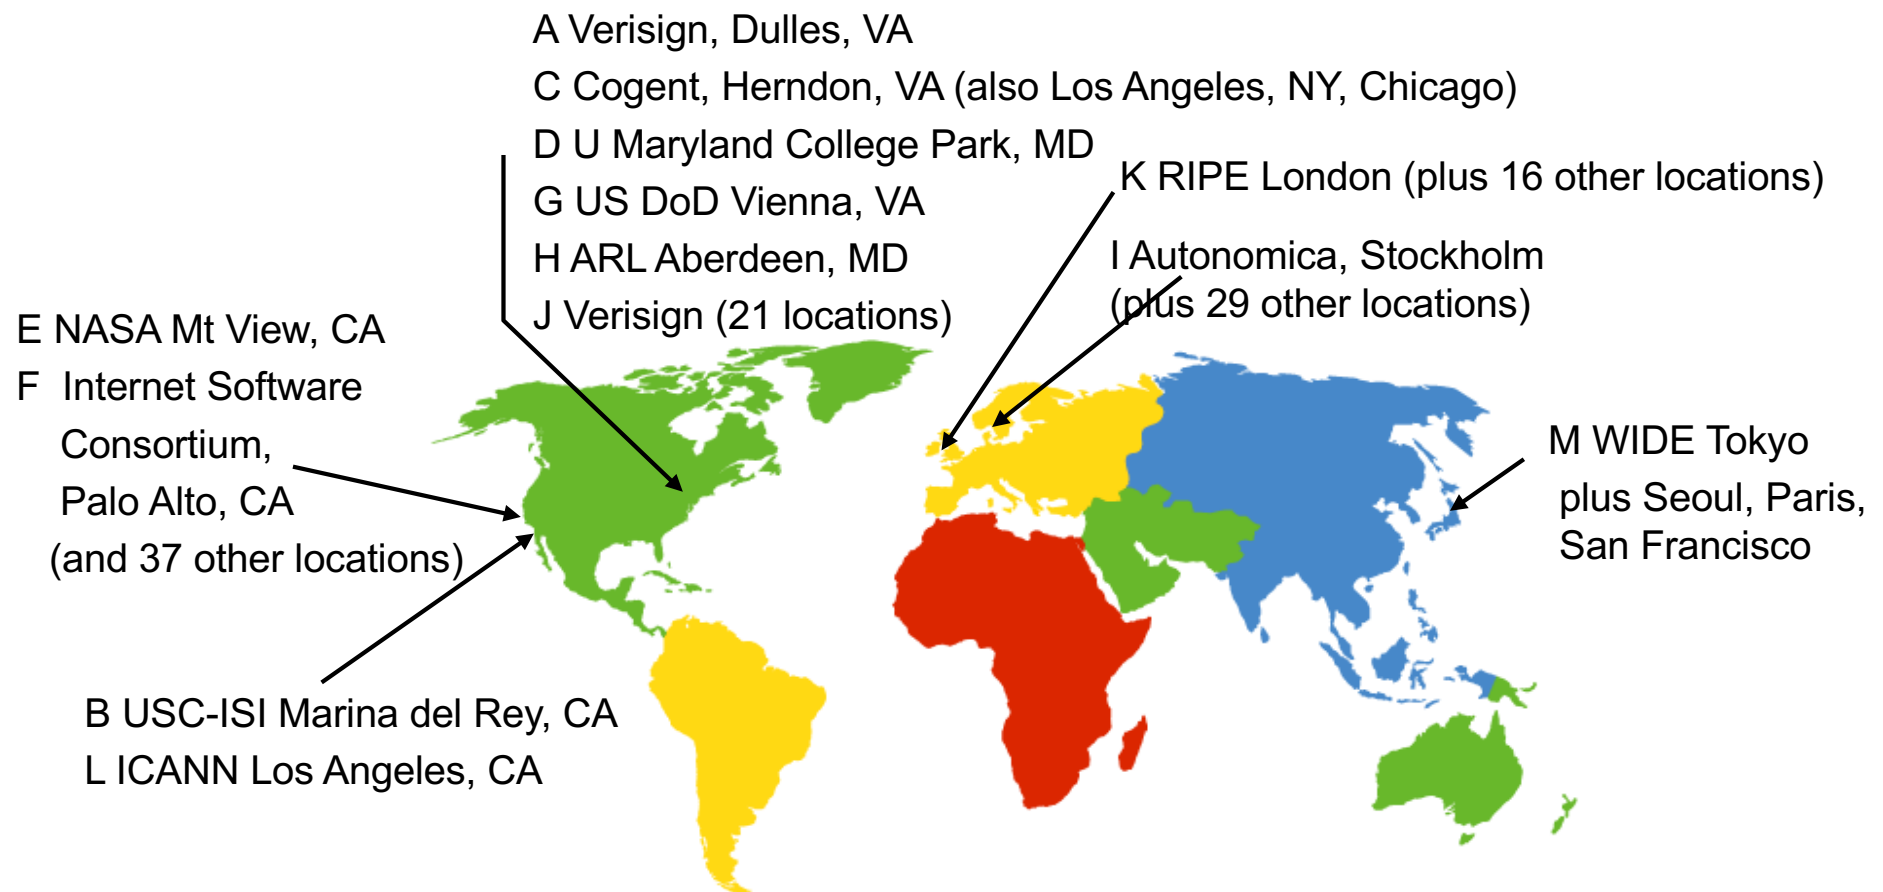 A Verisign, Dulles, VA
C Cogent, Herndon, VA (also Los Angeles, NY, Chicago)
D U Maryland College Park, MD
G US DoD Vienna, VA
H ARL Aberdeen, MD
J Verisign (21 locations)
K RIPE London (plus 16 other locations)
I Autonomica, Stockholm
(plus 29 other locations)
E NASA Mt View, CA
F Internet Software
Consortium,
Palo Alto, CA
(and 37 other locations)
M WIDE Tokyo
plus Seoul, Paris,
San Francisco
B USC-ISI Marina del Rey, CA
L ICANN Los Angeles, CA